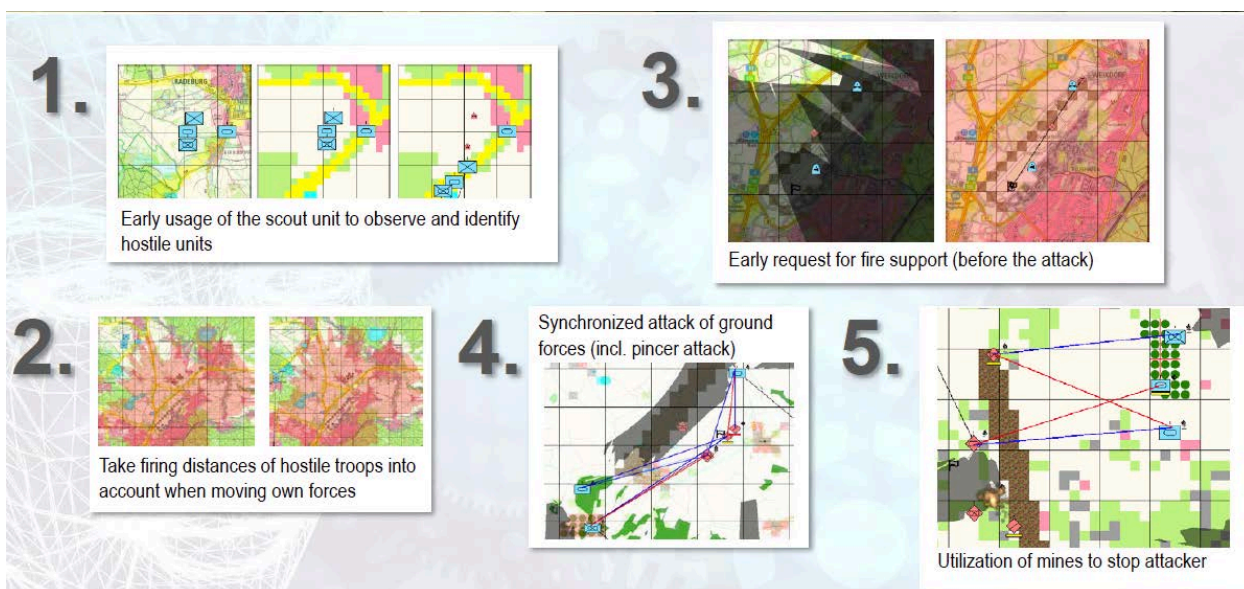 1.
RADEBURG
Early usage of the scout unit to observe and identify
hostile units
2.
Take firing distances of hostile troops into
account when moving own forces
3.
Early request for fire support (before the attack)
4.
Synchronized attack of ground
forces (incl. pincer attack)
5.
Utilization of mines to stop attacker